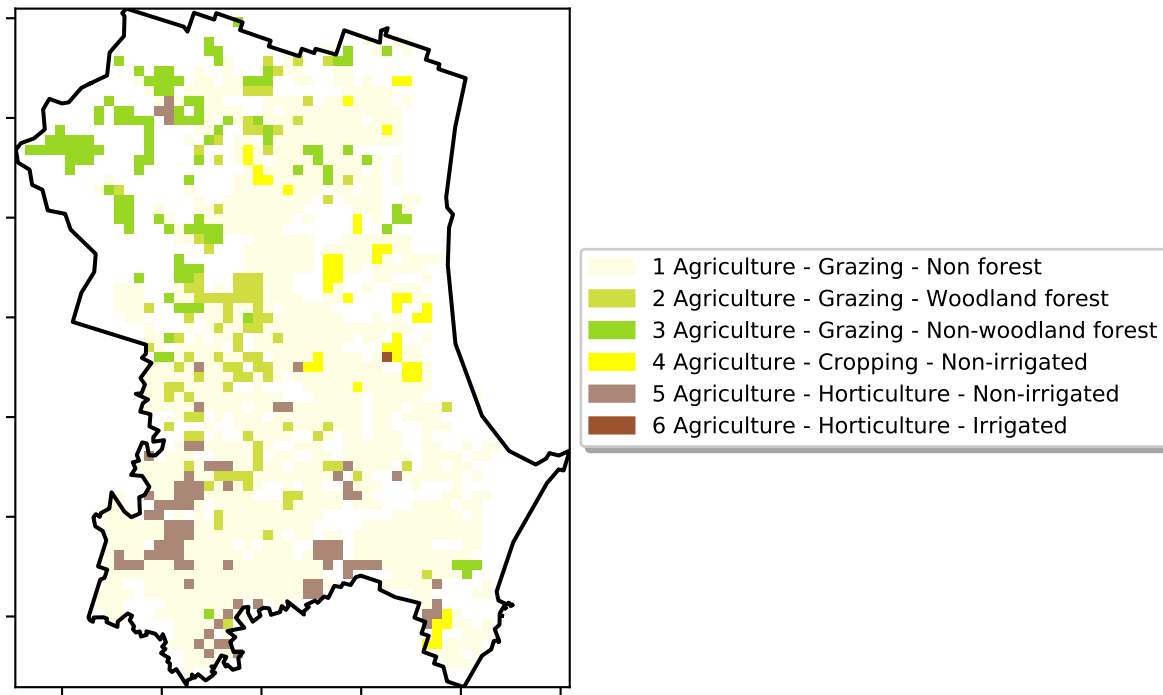 1 Agriculture - Grazing - Non forest
2 Agriculture - Grazing - Woodland forest
3 Agriculture - Grazing - Non-woodland forest
4 Agriculture - Cropping - Non-irrigated
5 Agriculture - Horticulture - Non-irrigated
6 Agriculture - Horticulture - Irrigated